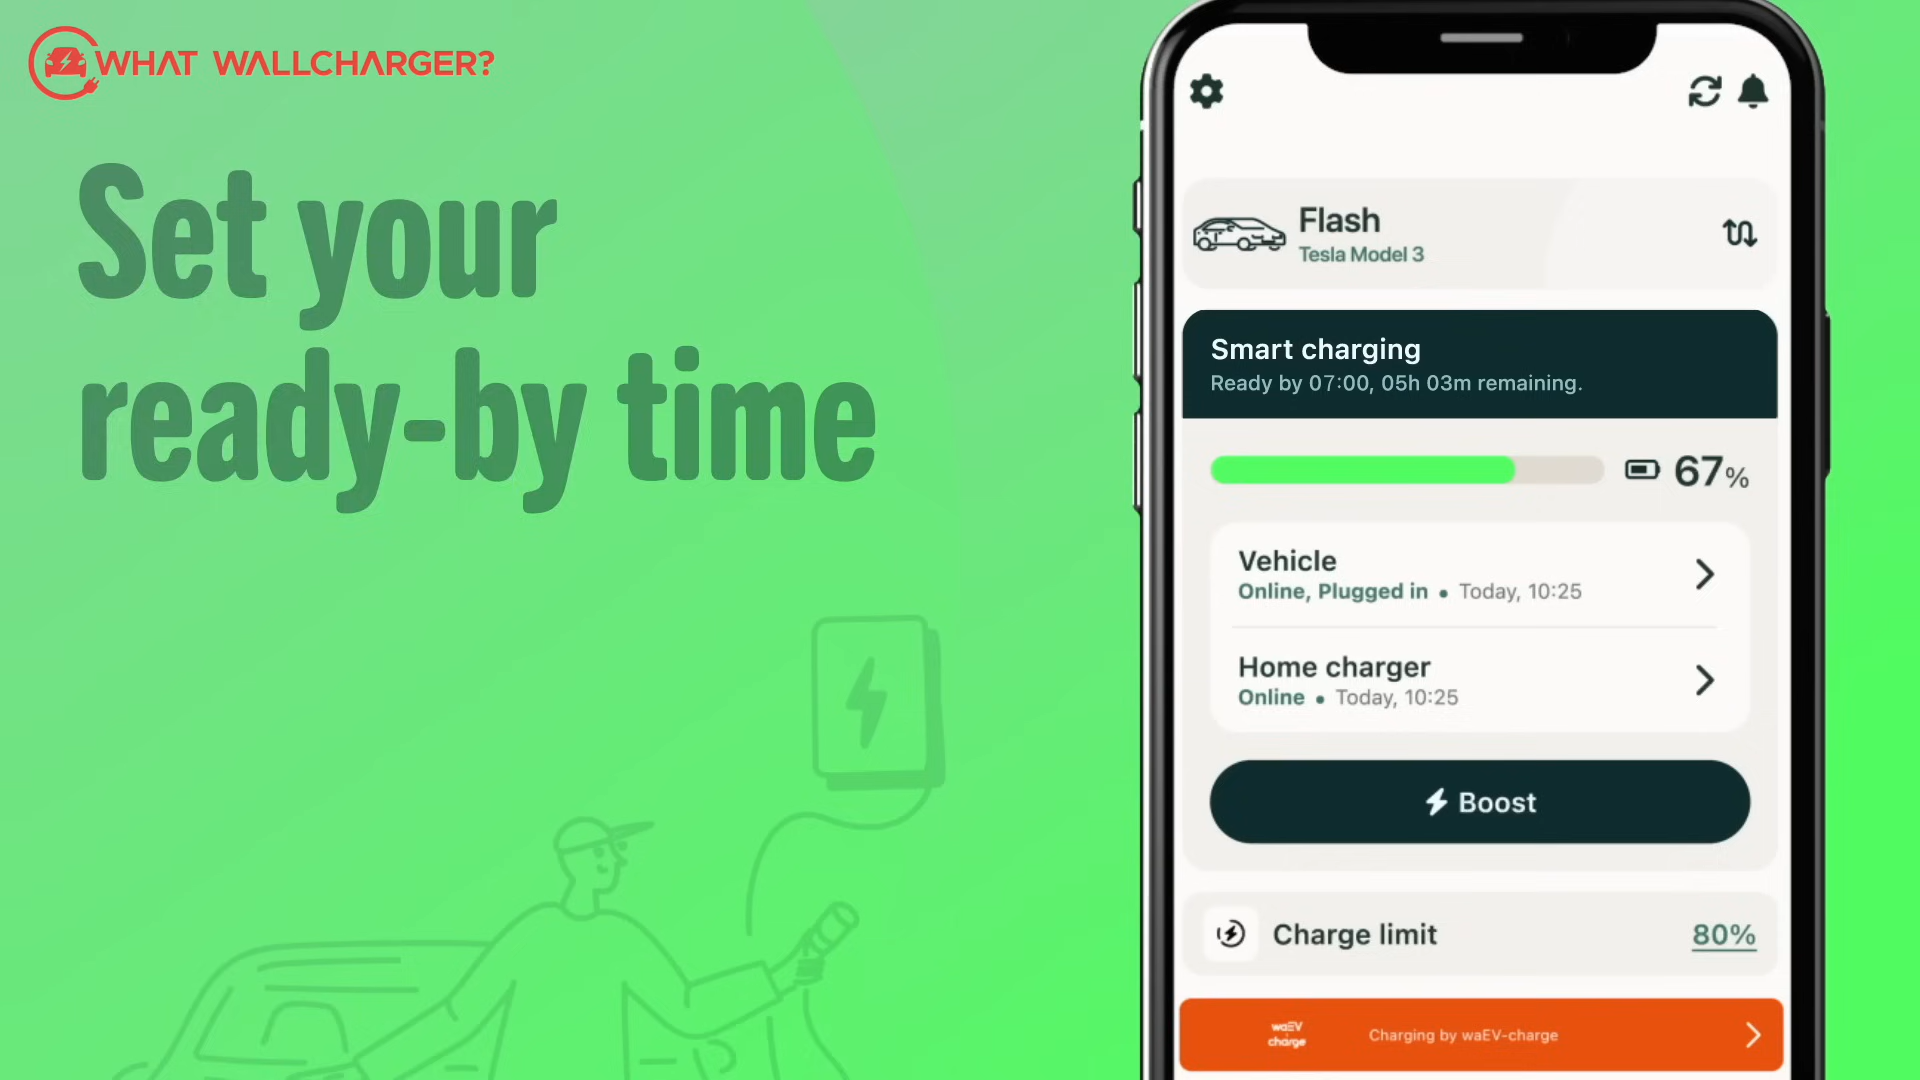 WHAT WALLCHARGER?
Set your
ready-by time
Flash
Tesla Model 3
Smart charging
Ready by 07:00, 05h 03m remaining.
67%
Vehicle
Online, Plugged in • Today, 10:25
Home charger
Online • Today, 10:25
Boost
Charge limit
80%
waEV
charge
Charging by waEV-charge